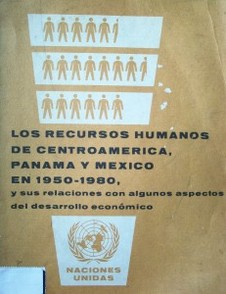 LOS RECURSOS HUMANOS
DE CENTROAMERICA,
PANAMA Y MEXICO
EN 1950-1980,
y sus relaciones con algunos aspectos
del desarrollo económico
NACIONES
UNIDAS